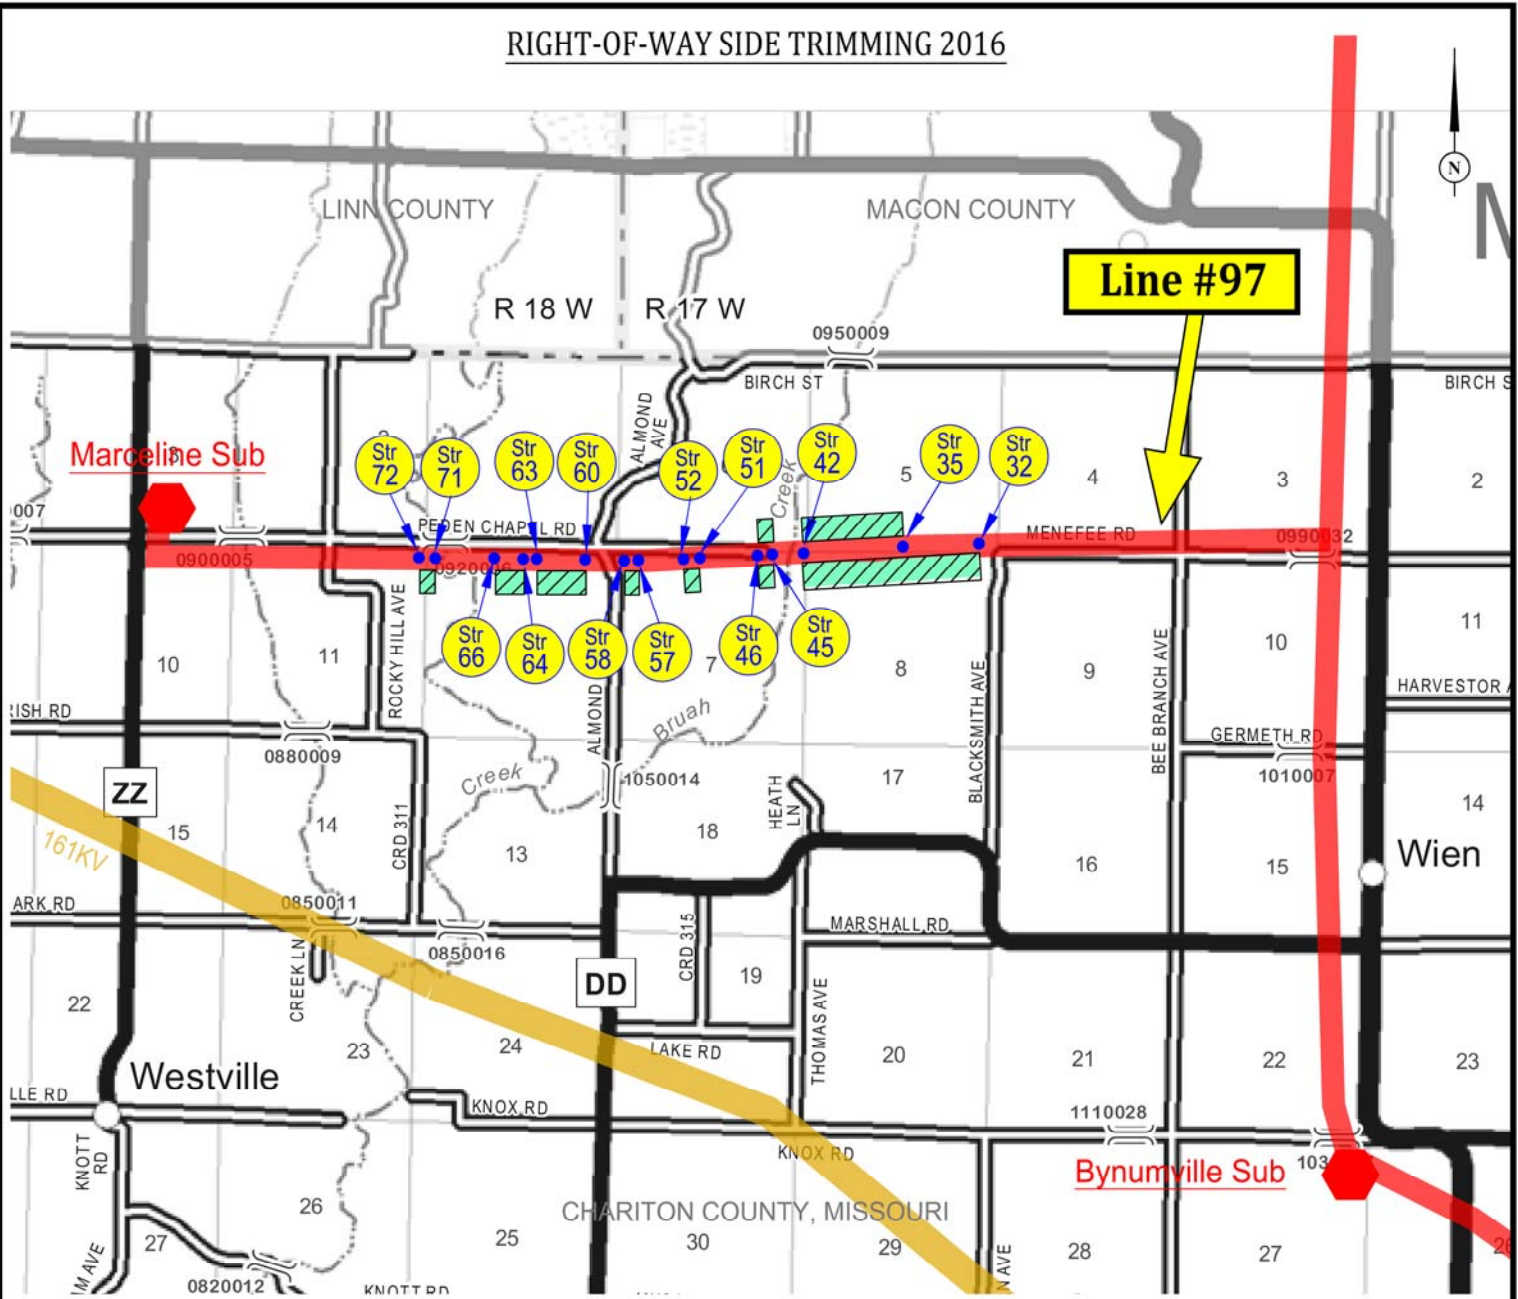 RIGHT-OF-WAY SIDE TRIMMING 2016
N
LINN COUNTY
MACON COUNTY
M
Line #97
R 18 W
R 17 W
0950009
BIRCH ST
BIRCH S
ALMOND
AVE
Marceline Sub
3
Str
72
Str
71
Str
63
Str
60
Str
52
Str
51
Str
42
Str
35
Str
32
Creek
5
4
3
2
007
PEDEN CHAPEL RD
MENEFEE RD
0990032
0900005
0920006
Str
66
Str
64
Str
58
Str
57
Str
46
Str
45
10
11
ROCKY HILL AVE
7
8
9
10
11
BLACKSMITH AVE
BEE BRANCH AVE
HARVESTOR
RISH RD
0880009
ALMOND
Bruah
Creek
1050014
GERMETH RD
1010007
ZZ
161KV
15
14
CRD 311
13
18
HEATH
LN
17
16
15
14
Wien
ARK RD
0850011
0850016
CREEK LN
CRD 315
MARSHALL RD
DD
19
THOMAS AVE
22
23
24
LAKE RD
20
21
22
23
Westville
LLE RD
KNOX RD
1110028
KNOTT
RD
KNOX RD
103
Bynumville Sub
26
CHARITON COUNTY, MISSOURI
27
25
30
29
28
27
26
M AVE
N AVE
0820012
KNOTT RD